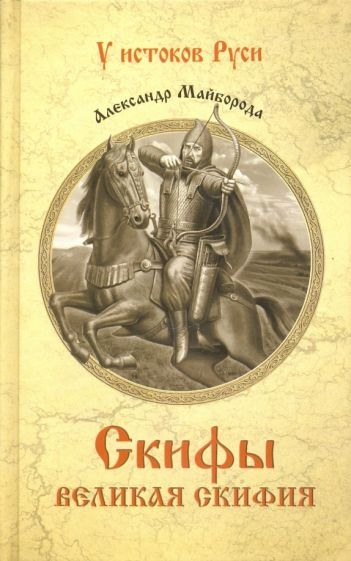 У истоков Руси
Александр Майборода
Скифы
великая скифия